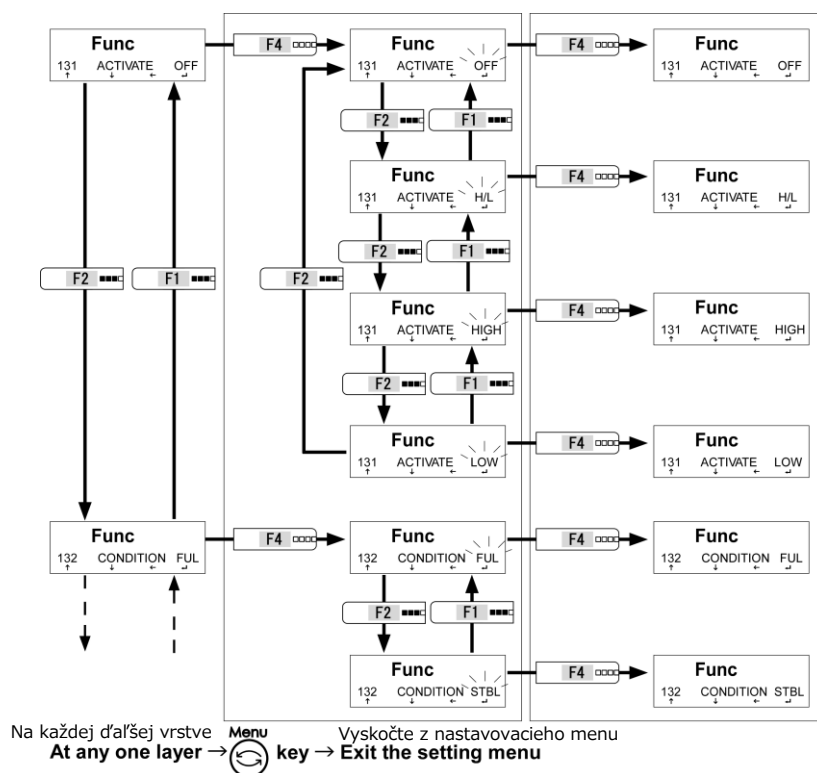 Func F4 Func F4 Func
131 ACTIVATE OFF 131 ACTIVATE OFF 131 ACTIVATE OFF
↑ ↓ ← ↵ ↑ ↓ ← ↵ ↑ ↓ ← ↵
F2 F1
Func F4 Func
131 ACTIVATE H/L 131 ACTIVATE H/L
↑ ↓ ← ↵ ↑ ↓ ← ↵
F2 F1
F2 F1 F2
Func F4 Func
131 ACTIVATE HIGH 131 ACTIVATE HIGH
↑ ↓ ← ↵ ↑ ↓ ← ↵
F2 F1
Func F4 Func
131 ACTIVATE LOW 131 ACTIVATE LOW
↑ ↓ ← ↵ ↑ ↓ ← ↵
Func F4 Func F4 Func
132 CONDITION FUL 132 CONDITION FUL 132 CONDITION FUL
↑ ↓ ← ↵ ↑ ↓ ← ↵ ↑ ↓ ← ↵
F2 F1
Func F4 Func
132 CONDITION STBL 132 CONDITION STBL
↑ ↓ ← ↵ ↑ ↓ ← ↵
Na každej ďaľšej vrstve Menu Vyskočte z nastavovacieho menu
At any one layer → key → Exit the setting menu